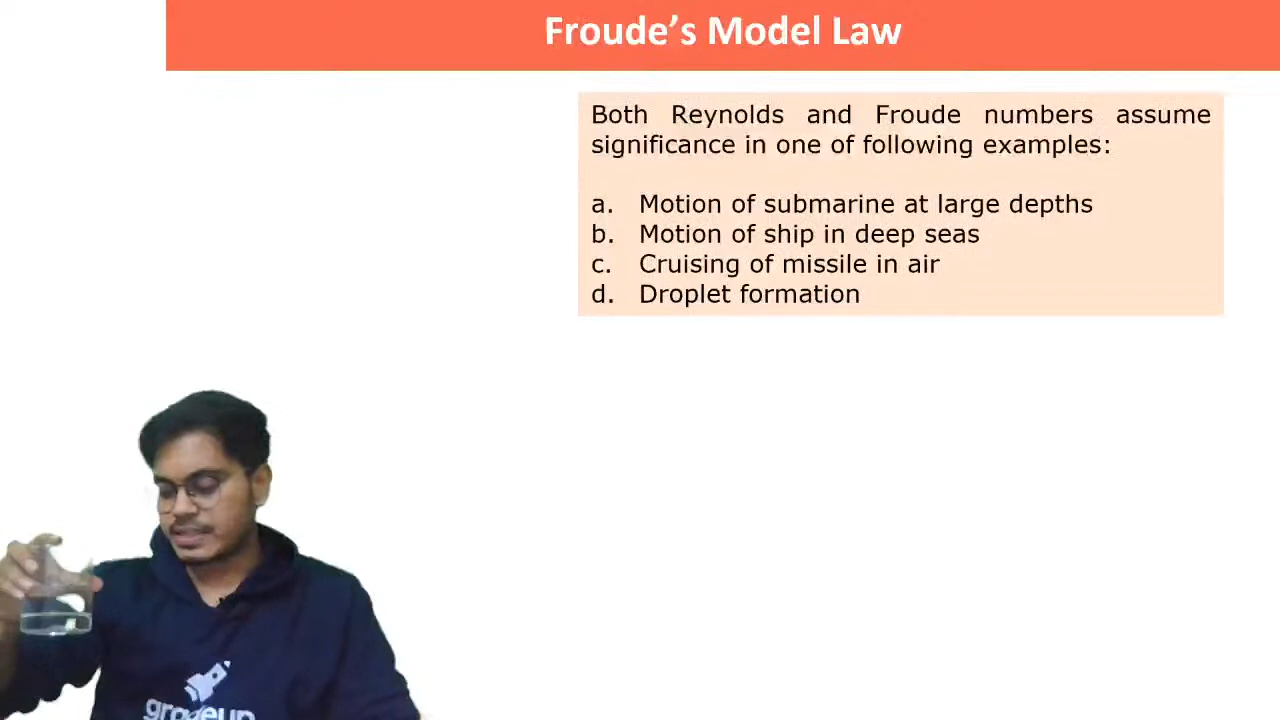 Froude’s Model Law
Both Reynolds and Froude numbers assume
significance in one of following examples:
a. Motion of submarine at large depths
b. Motion of ship in deep seas
c. Cruising of missile in air
d. Droplet formation
gradeup